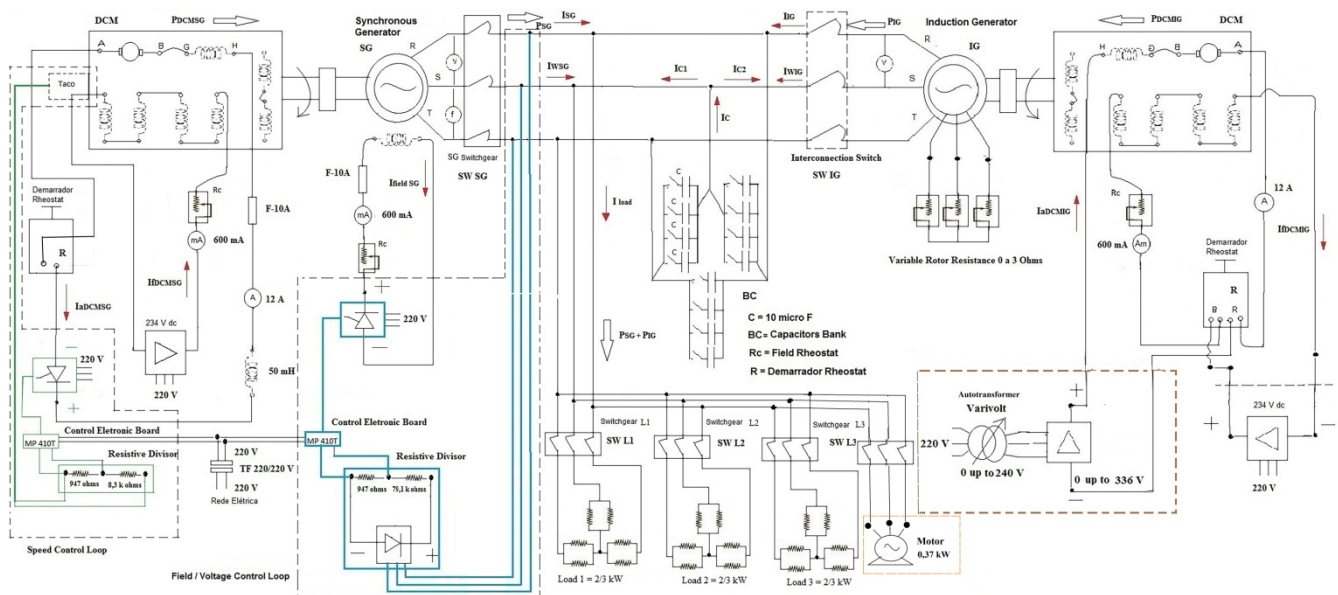 DCM
PDCMSG
A
B
G
H
Taco
Demarrador
Rheostat
R
IaDCMSG
Rc
mA
600 mA
IfDCMSG
F-10A
A
12 A
50 mH
234 V dc
220 V
220 V
Control Eletronic Board
MP 410T
Resistive Divisor
947 ohms
8,3 k ohms
Speed Control Loop
220 V
TF 220/220 V
220 V
Rede Elétrica
Synchronous
Generator
SG
R
S
T
V
f
PSG
SG Switchgear
SW SG
F-10A
Ifield SG
mA
600 mA
Rc
+
220 V
Control Eletronic Board
MP 410T
Resistive Divisor
947 ohms
79,1 k ohms
+
Field / Voltage Control Loop
ISG
IWSG
IC1
IC2
IC
IIG
IWIG
PIG
I load
PSG + PIG
C
C
C
C
BC
C = 10 micro F
BC= Capacitors Bank
Rc = Field Rheostat
R = Demarrador Rheostat
Interconnection Switch
SW IG
V
Switchgear L1
SW L1
Switchgear L2
SW L2
Switchgear L3
SW L3
Load 1 = 2/3 kW
Load 2 = 2/3 kW
Load 3 = 2/3 kW
Motor
0,37 kW
Induction Generator
IG
R
S
T
Variable Rotor Resistance 0 a 3 Ohms
PDCMIG
DCM
H
G
B
A
IaDCMIG
Rc
600 mA
Am
12 A
A
IfDCMIG
Demarrador
Rheostat
R
B
R
Autotransformer
Varivolt
220 V
0 up to 240 V
+
0 up to 336 V
234 V dc
+
220 V